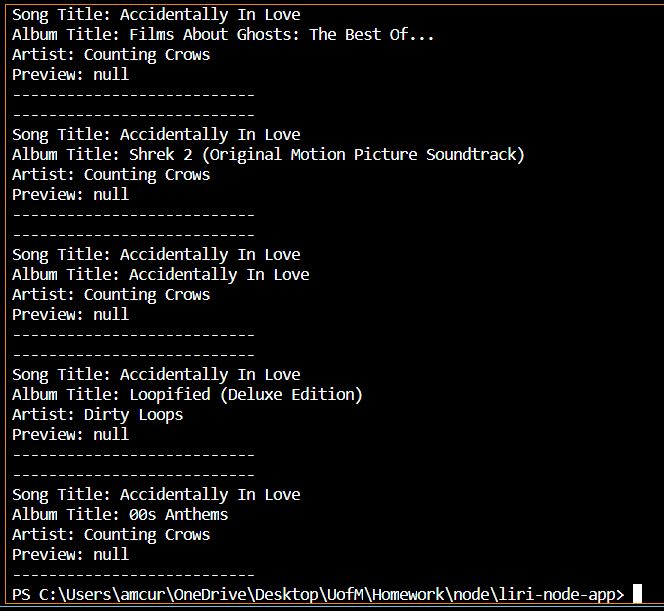 Song Title: Accidentally In Love
Album Title: Films About Ghosts: The Best Of...
Artist: Counting Crows
Preview: null
---------------------------
---------------------------
Song Title: Accidentally In Love
Album Title: Shrek 2 (Original Motion Picture Soundtrack)
Artist: Counting Crows
Preview: null
---------------------------
---------------------------
Song Title: Accidentally In Love
Album Title: Accidentally In Love
Artist: Counting Crows
Preview: null
---------------------------
---------------------------
Song Title: Accidentally In Love
Album Title: Loopified (Deluxe Edition)
Artist: Dirty Loops
Preview: null
---------------------------
---------------------------
Song Title: Accidentally In Love
Album Title: 00s Anthems
Artist: Counting Crows
Preview: null
---------------------------
PS C:\Users\amcur\OneDrive\Desktop\UofM\Homework\node\liri-node-app>